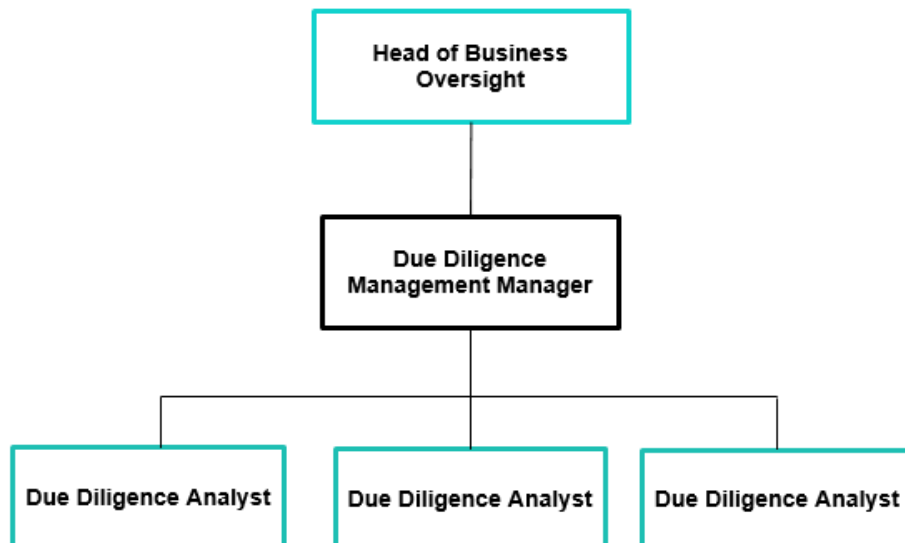 Head of Business
Oversight
Due Diligence
Management Manager
Due Diligence Analyst
Due Diligence Analyst
Due Diligence Analyst